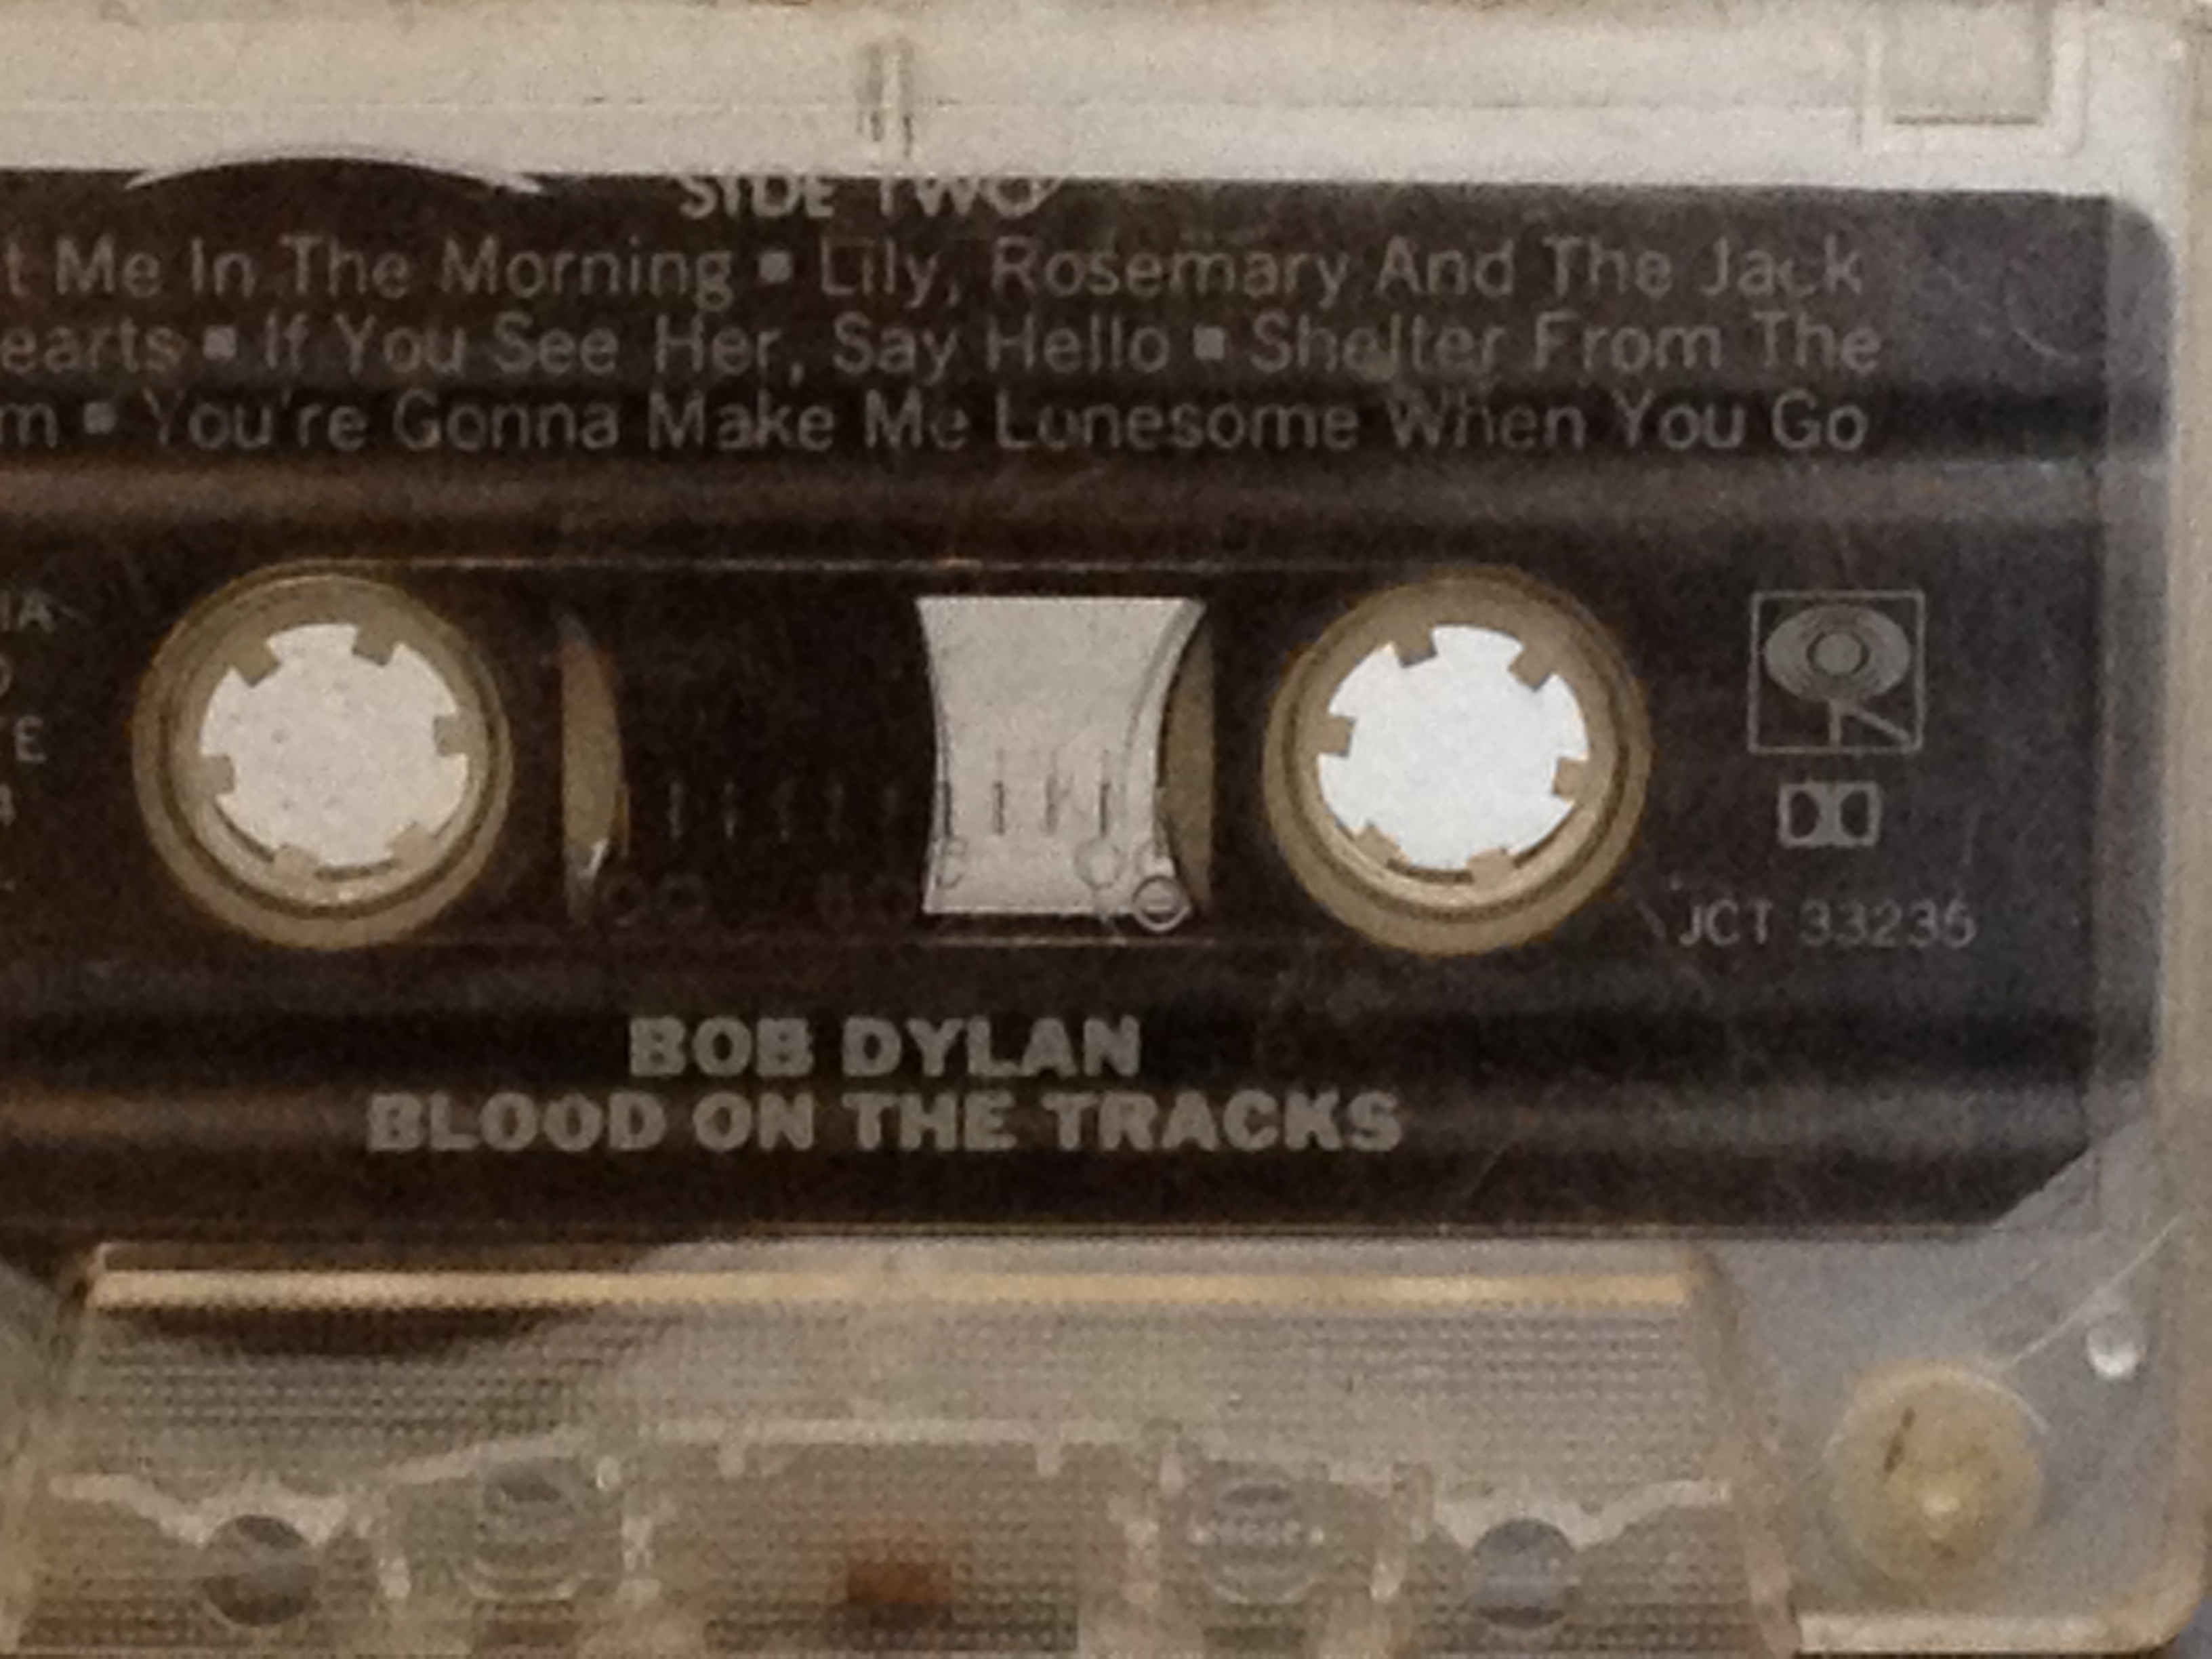 SIDE TWO
t Me In The Morning ▪ Lily, Rosemary And The Jack
earts ▪ If You See Her, Say Hello ▪ Shelter From The
m ▪ You're Gonna Make Me Lonesome When You Go
IA
TE
JCT 33235
BOB DYLAN
BLOOD ON THE TRACKS